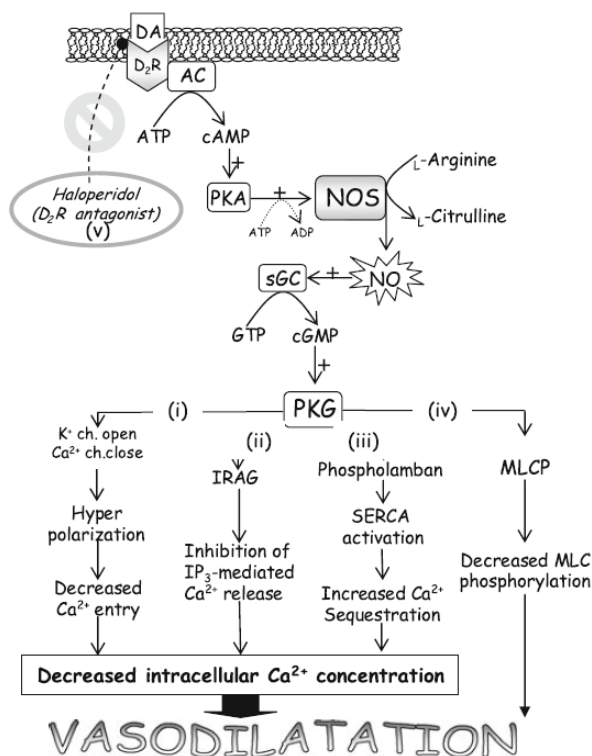 DA
D₂R
AC
ATP
cAMP
+
Haloperidol
(D₂R antagonist)
(v)
PKA
+
NOS
ATP
ADP
L-Arginine
L-Citrulline
NO
+
sGC
GTP
cGMP
+
PKG
(i)
(ii)
(iii)
(iv)
K⁺ ch. open
Ca²⁺ ch.close
Hyper
polarization
Decreased
Ca²⁺ entry
IRAG
Inhibition of
IP₃-mediated
Ca²⁺ release
Phospholamban
SERCA
activation
Increased Ca²⁺
Sequestration
MLCP
Decreased MLC
phosphorylation
Decreased intracellular Ca²⁺ concentration
VASODILATATION